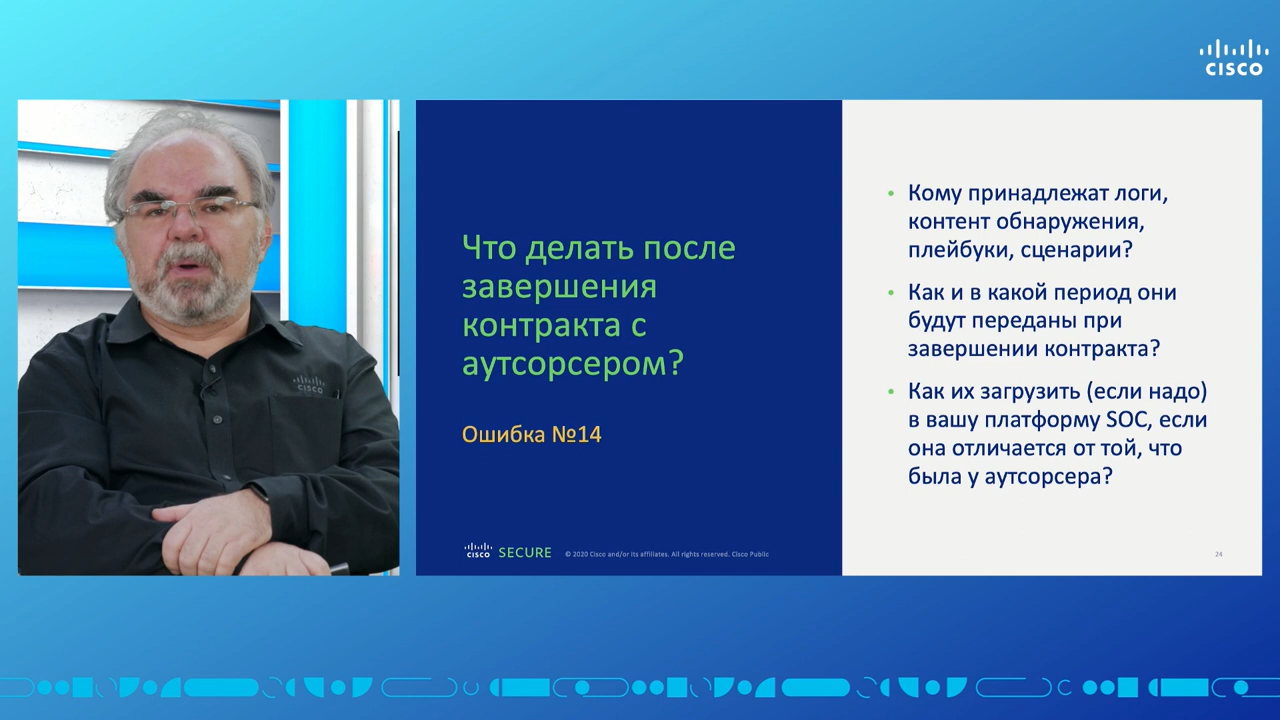 CISCO
CISCO
Что делать после
завершения
контракта с
аутсорсером?
Ошибка №14
CISCO SECURE © 2020 Cisco and/or its affiliates. All rights reserved. Cisco Public
• Кому принадлежат логи,
контент обнаружения,
плейбуки, сценарии?
• Как и в какой период они
будут переданы при
завершении контракта?
• Как их загрузить (если надо)
в вашу платформу SOC, если
она отличается от той, что
была у аутсорсера?
24